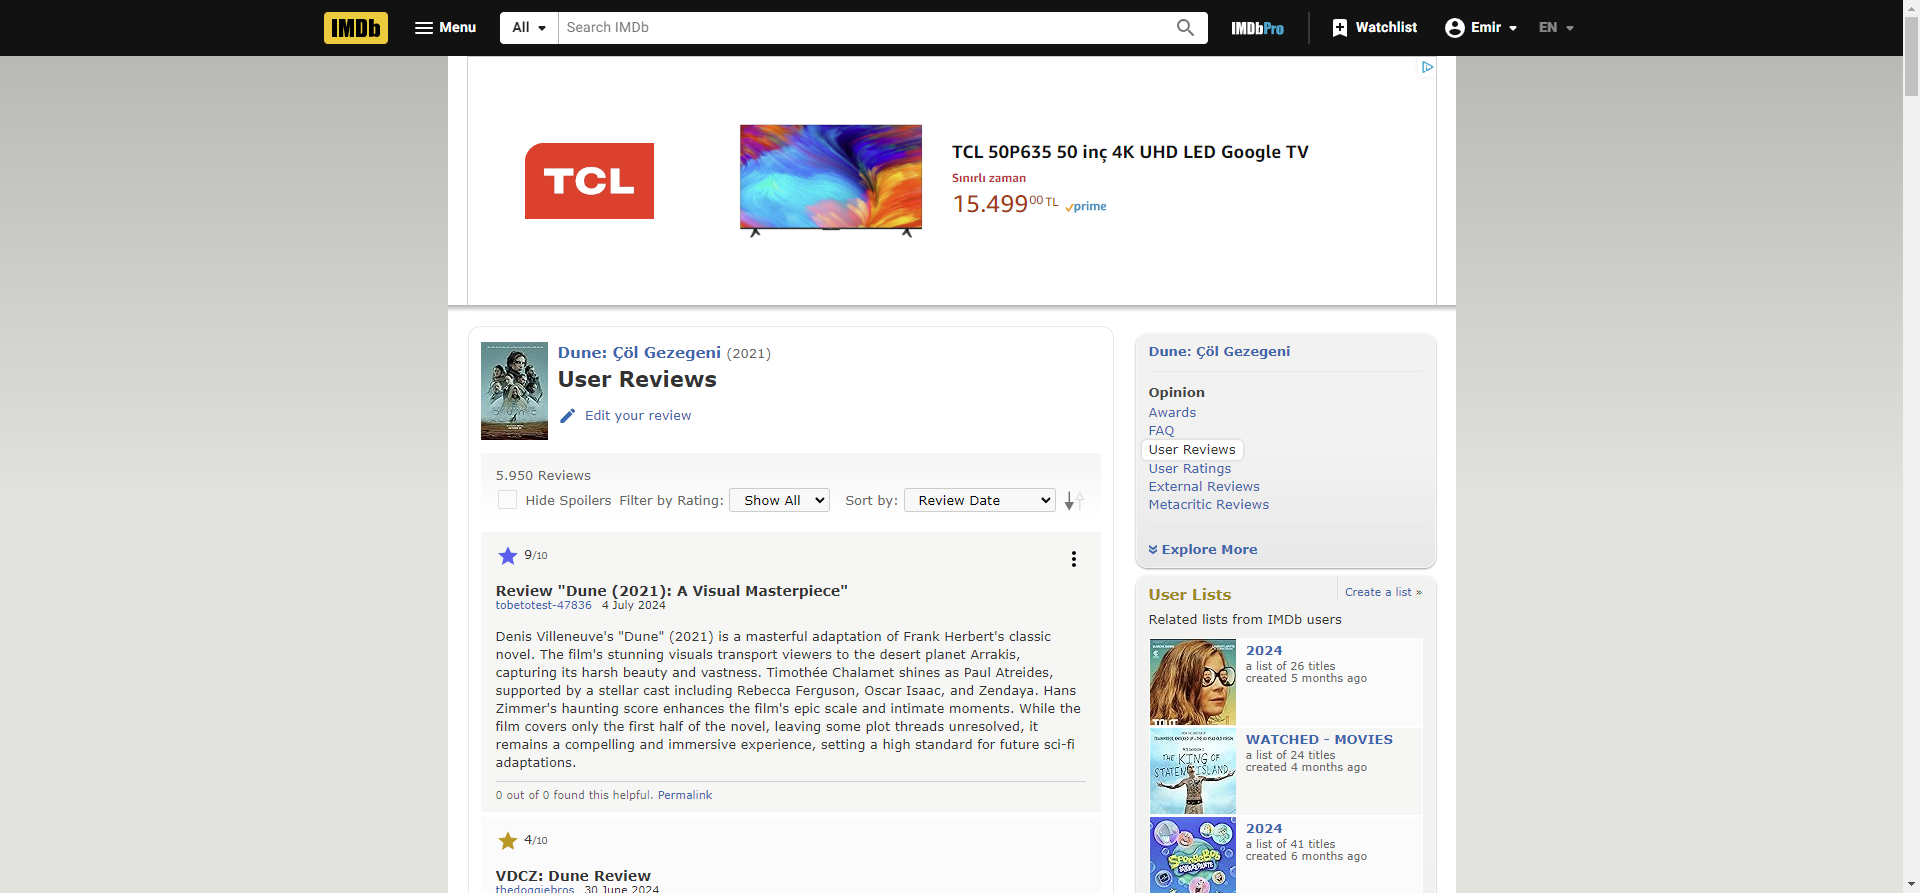 IMDb
Menu
All
Search IMDb
IMDbPro
Watchlist
Emir
EN
TCL
TCL 50P635 50 inç 4K UHD LED Google TV
Sınırlı zaman
15.499⁰⁰ TL prime
Dune: Çöl Gezegeni (2021)
User Reviews
Edit your review
5.950 Reviews
Hide Spoilers Filter by Rating: Show All Sort by: Review Date
9/10
Review "Dune (2021): A Visual Masterpiece"
tobetotest-47836 4 July 2024
Denis Villeneuve's "Dune" (2021) is a masterful adaptation of Frank Herbert's classic
novel. The film's stunning visuals transport viewers to the desert planet Arrakis,
capturing its harsh beauty and vastness. Timothée Chalamet shines as Paul Atreides,
supported by a stellar cast including Rebecca Ferguson, Oscar Isaac, and Zendaya. Hans
Zimmer's haunting score enhances the film's epic scale and intimate moments. While the
film covers only the first half of the novel, leaving some plot threads unresolved, it
remains a compelling and immersive experience, setting a high standard for future sci-fi
adaptations.
0 out of 0 found this helpful. Permalink
4/10
VDCZ: Dune Review
thedoggiebros 30 June 2024
Dune: Çöl Gezegeni
Opinion
Awards
FAQ
User Reviews
User Ratings
External Reviews
Metacritic Reviews
Explore More
User Lists
Create a list »
Related lists from IMDb users
2024
a list of 26 titles
created 5 months ago
THE KING OF
STATEN ISLAND
WATCHED - MOVIES
a list of 24 titles
created 4 months ago
SpongeBob
SQUAREPANTS
2024
a list of 41 titles
created 6 months ago